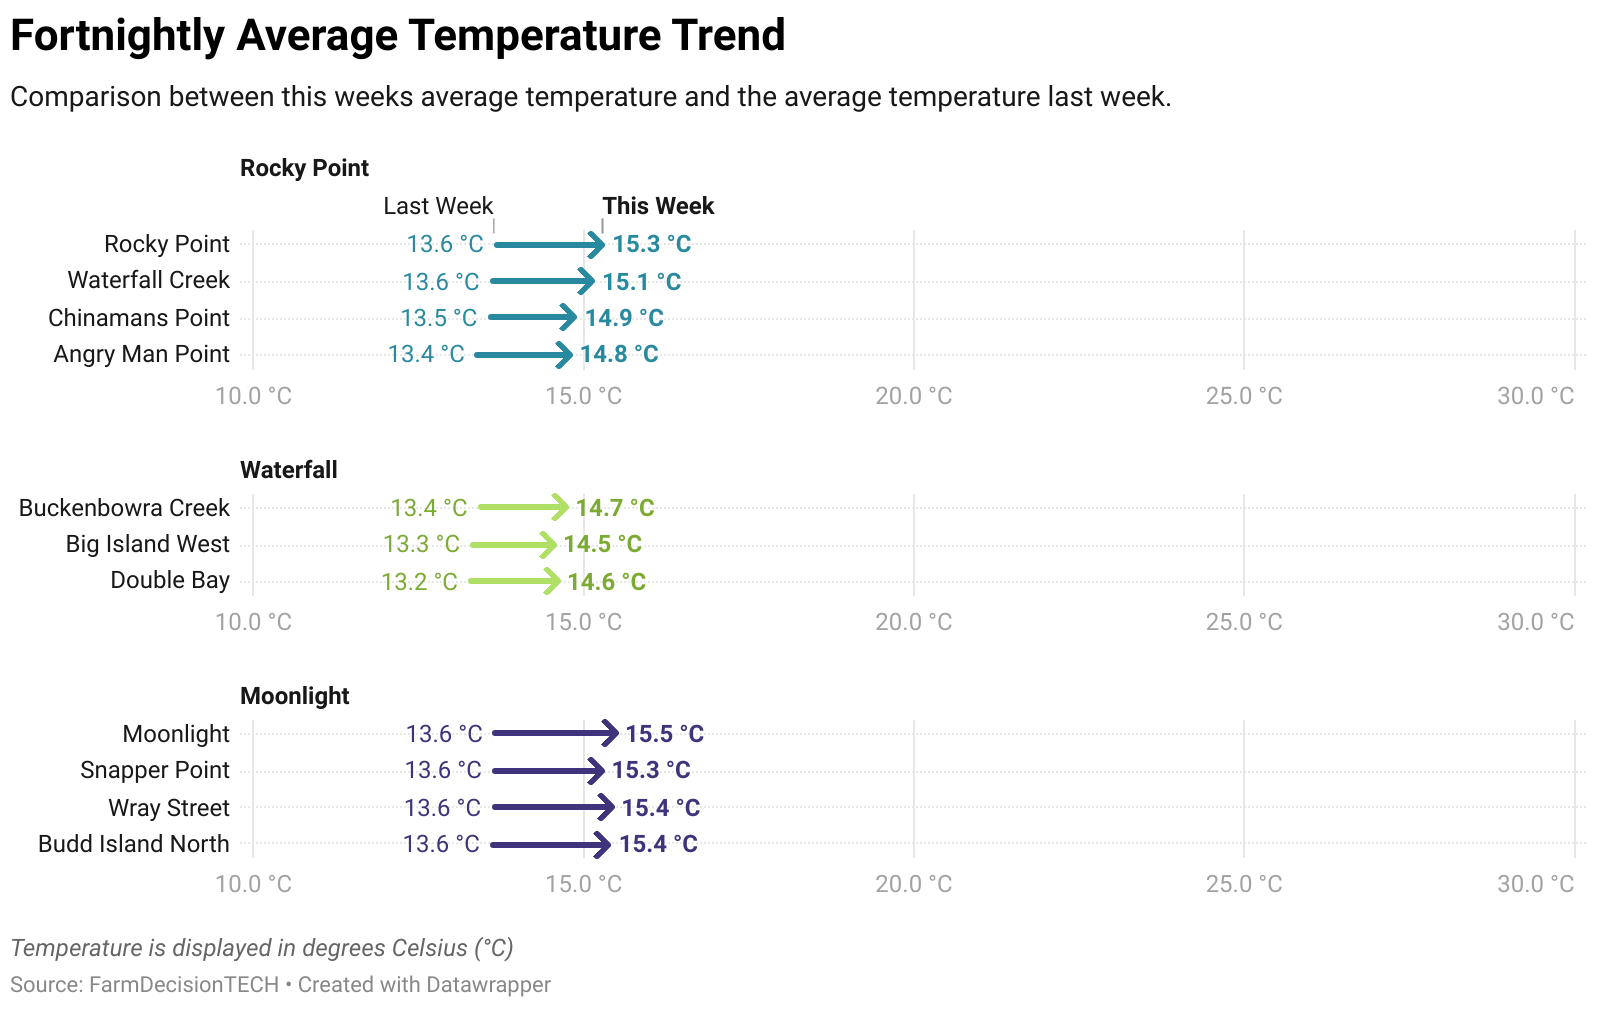 Fortnightly Average Temperature Trend
Comparison between this weeks average temperature and the average temperature last week.
Rocky Point
Last Week This Week
Rocky Point 13.6 °C 15.3 °C
Waterfall Creek 13.6 °C 15.1 °C
Chinamans Point 13.5 °C 14.9 °C
Angry Man Point 13.4 °C 14.8 °C
10.0 °C 15.0 °C 20.0 °C 25.0 °C 30.0 °C
Waterfall
Buckenbowra Creek 13.4 °C 14.7 °C
Big Island West 13.3 °C 14.5 °C
Double Bay 13.2 °C 14.6 °C
10.0 °C 15.0 °C 20.0 °C 25.0 °C 30.0 °C
Moonlight
Moonlight 13.6 °C 15.5 °C
Snapper Point 13.6 °C 15.3 °C
Wray Street 13.6 °C 15.4 °C
Budd Island North 13.6 °C 15.4 °C
10.0 °C 15.0 °C 20.0 °C 25.0 °C 30.0 °C
Temperature is displayed in degrees Celsius (°C)
Source: FarmDecisionTECH • Created with Datawrapper